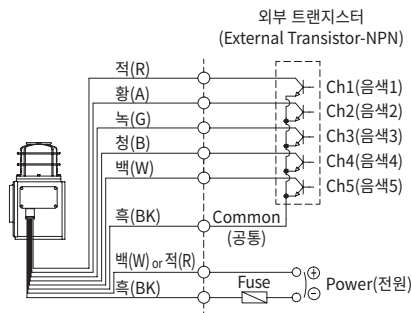 외부 트랜지스터
(External Transistor-NPN)
적(R)
Ch1(음색1)
황(A)
Ch2(음색2)
녹(G)
Ch3(음색3)
청(B)
Ch4(음색4)
백(W)
Ch5(음색5)
흑(BK)
Common
(공통)
백(W) or 적(R)
흑(BK)
Fuse
Power(전원)